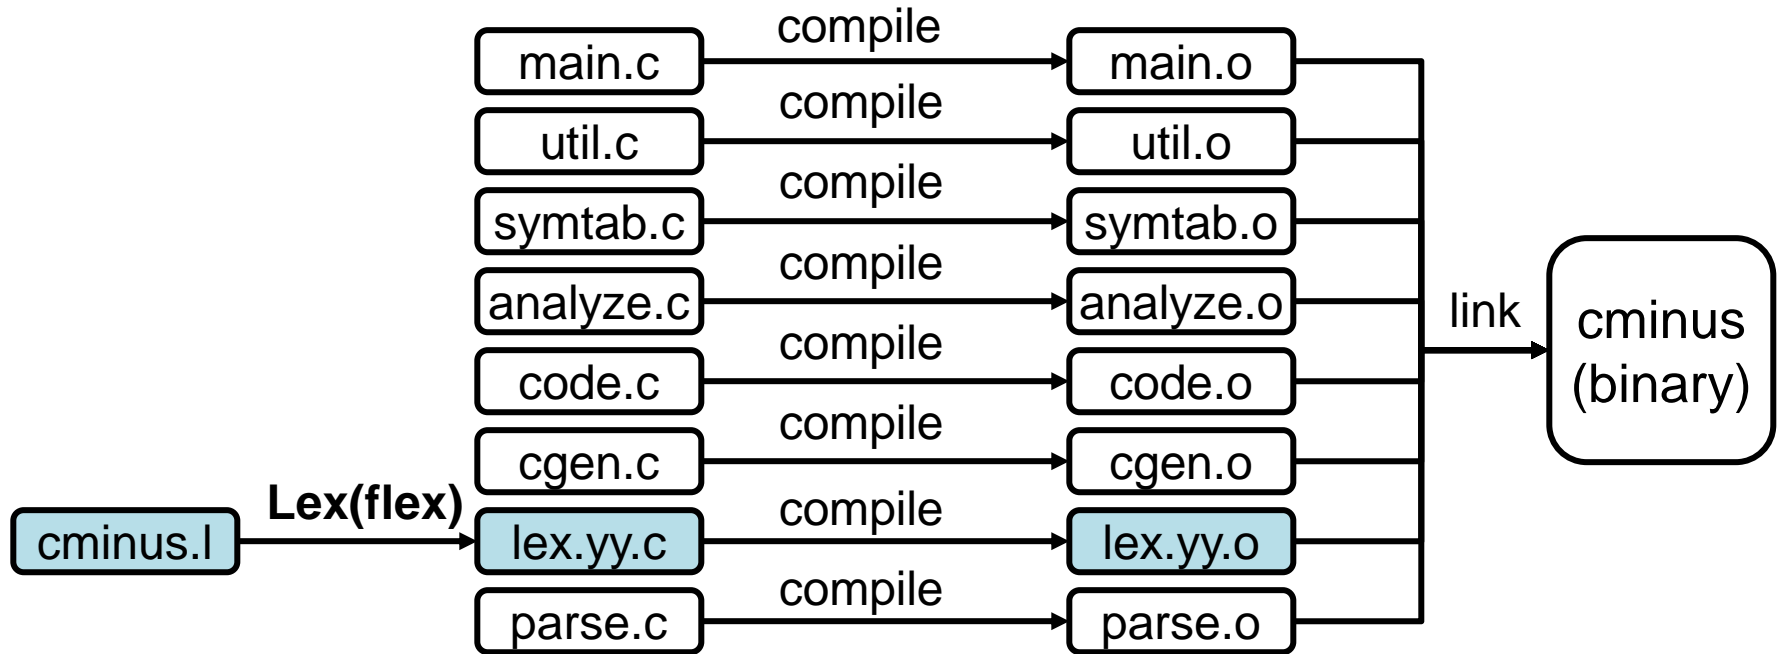 main.c compile main.o
util.c compile util.o
symtab.c compile symtab.o
analyze.c compile analyze.o
code.c compile code.o
cgen.c compile cgen.o
cminus.l Lex(flex) lex.yy.c compile lex.yy.o
parse.c compile parse.o
link
cminus
(binary)